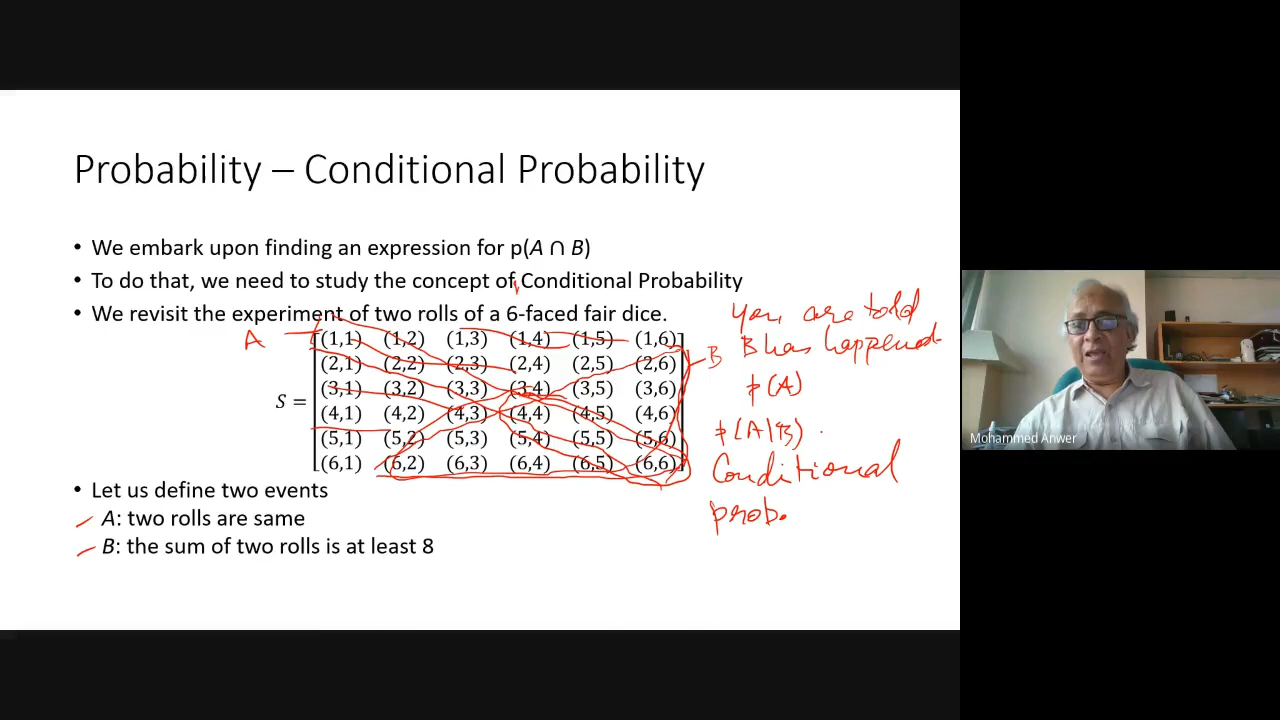 Probability – Conditional Probability
• We embark upon finding an expression for p(A ∩ B)
• To do that, we need to study the concept of Conditional Probability
• We revisit the experiment of two rolls of a 6-faced fair dice.
A
(1,1) (1,2) (1,3) (1,4) (1,5) (1,6)
(2,1) (2,2) (2,3) (2,4) (2,5) (2,6)
(3,1) (3,2) (3,3) (3,4) (3,5) (3,6)
S =
(4,1) (4,2) (4,3) (4,4) (4,5) (4,6)
(5,1) (5,2) (5,3) (5,4) (5,5) (5,6)
(6,1) (6,2) (6,3) (6,4) (6,5) (6,6)
B
• Let us define two events
A: two rolls are same
B: the sum of two rolls is at least 8
You are told
B has happened
p(A)
p(A|B)
Conditional
prob.
Mohammed Anwer